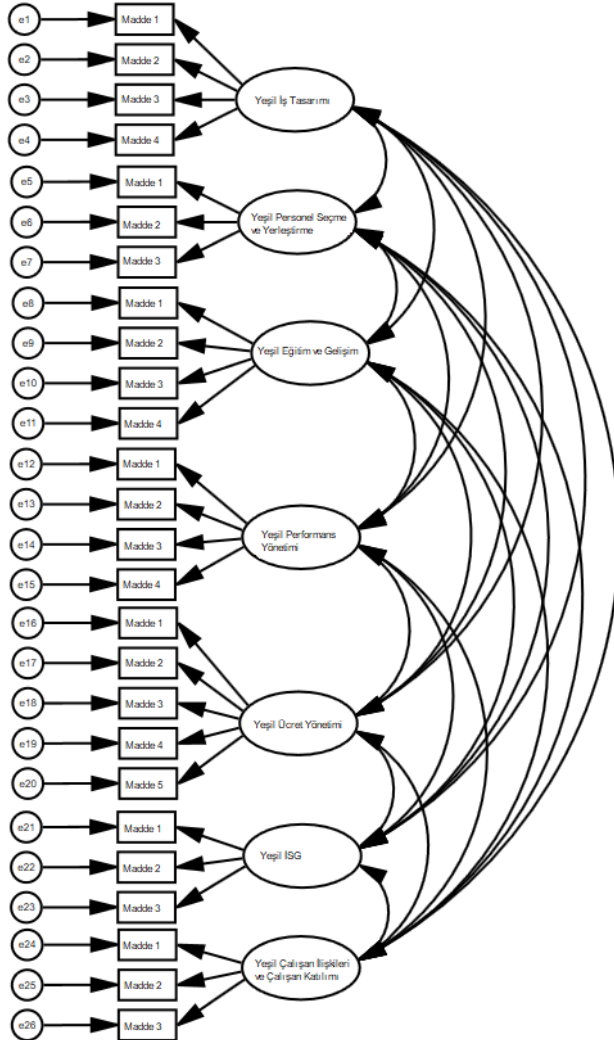 e1
Madde 1
e2
Madde 2
e3
Madde 3
e4
Madde 4
Yeşil İş Tasarımı
e5
Madde 1
e6
Madde 2
e7
Madde 3
Yeşil Personel Seçme
ve Yerleştirme
e8
Madde 1
e9
Madde 2
e10
Madde 3
e11
Madde 4
Yeşil Eğitim ve Gelişim
e12
Madde 1
e13
Madde 2
e14
Madde 3
e15
Madde 4
Yeşil Performans
Yönetimi
e16
Madde 1
e17
Madde 2
e18
Madde 3
e19
Madde 4
e20
Madde 5
Yeşil Ücret Yönetimi
e21
Madde 1
e22
Madde 2
e23
Madde 3
Yeşil İSG
e24
Madde 1
e25
Madde 2
e26
Madde 3
Yeşil Çalışan İlişkileri
ve Çalışan Katılımı